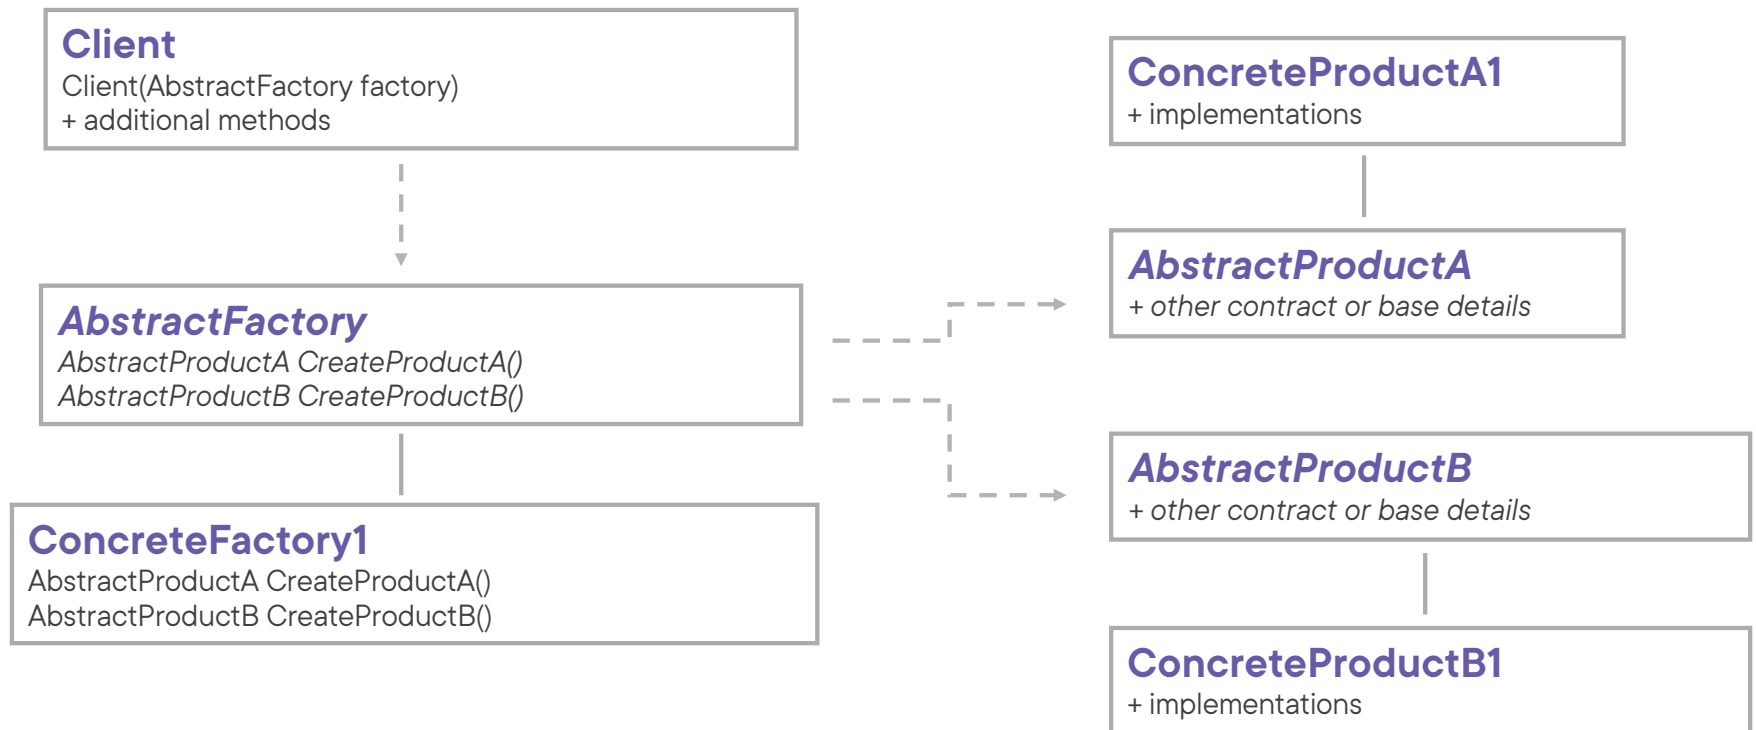 Client
Client(AbstractFactory factory)
+ additional methods
AbstractFactory
AbstractProductA CreateProductA()
AbstractProductB CreateProductB()
ConcreteFactory1
AbstractProductA CreateProductA()
AbstractProductB CreateProductB()
ConcreteProductA1
+ implementations
AbstractProductA
+ other contract or base details
AbstractProductB
+ other contract or base details
ConcreteProductB1
+ implementations